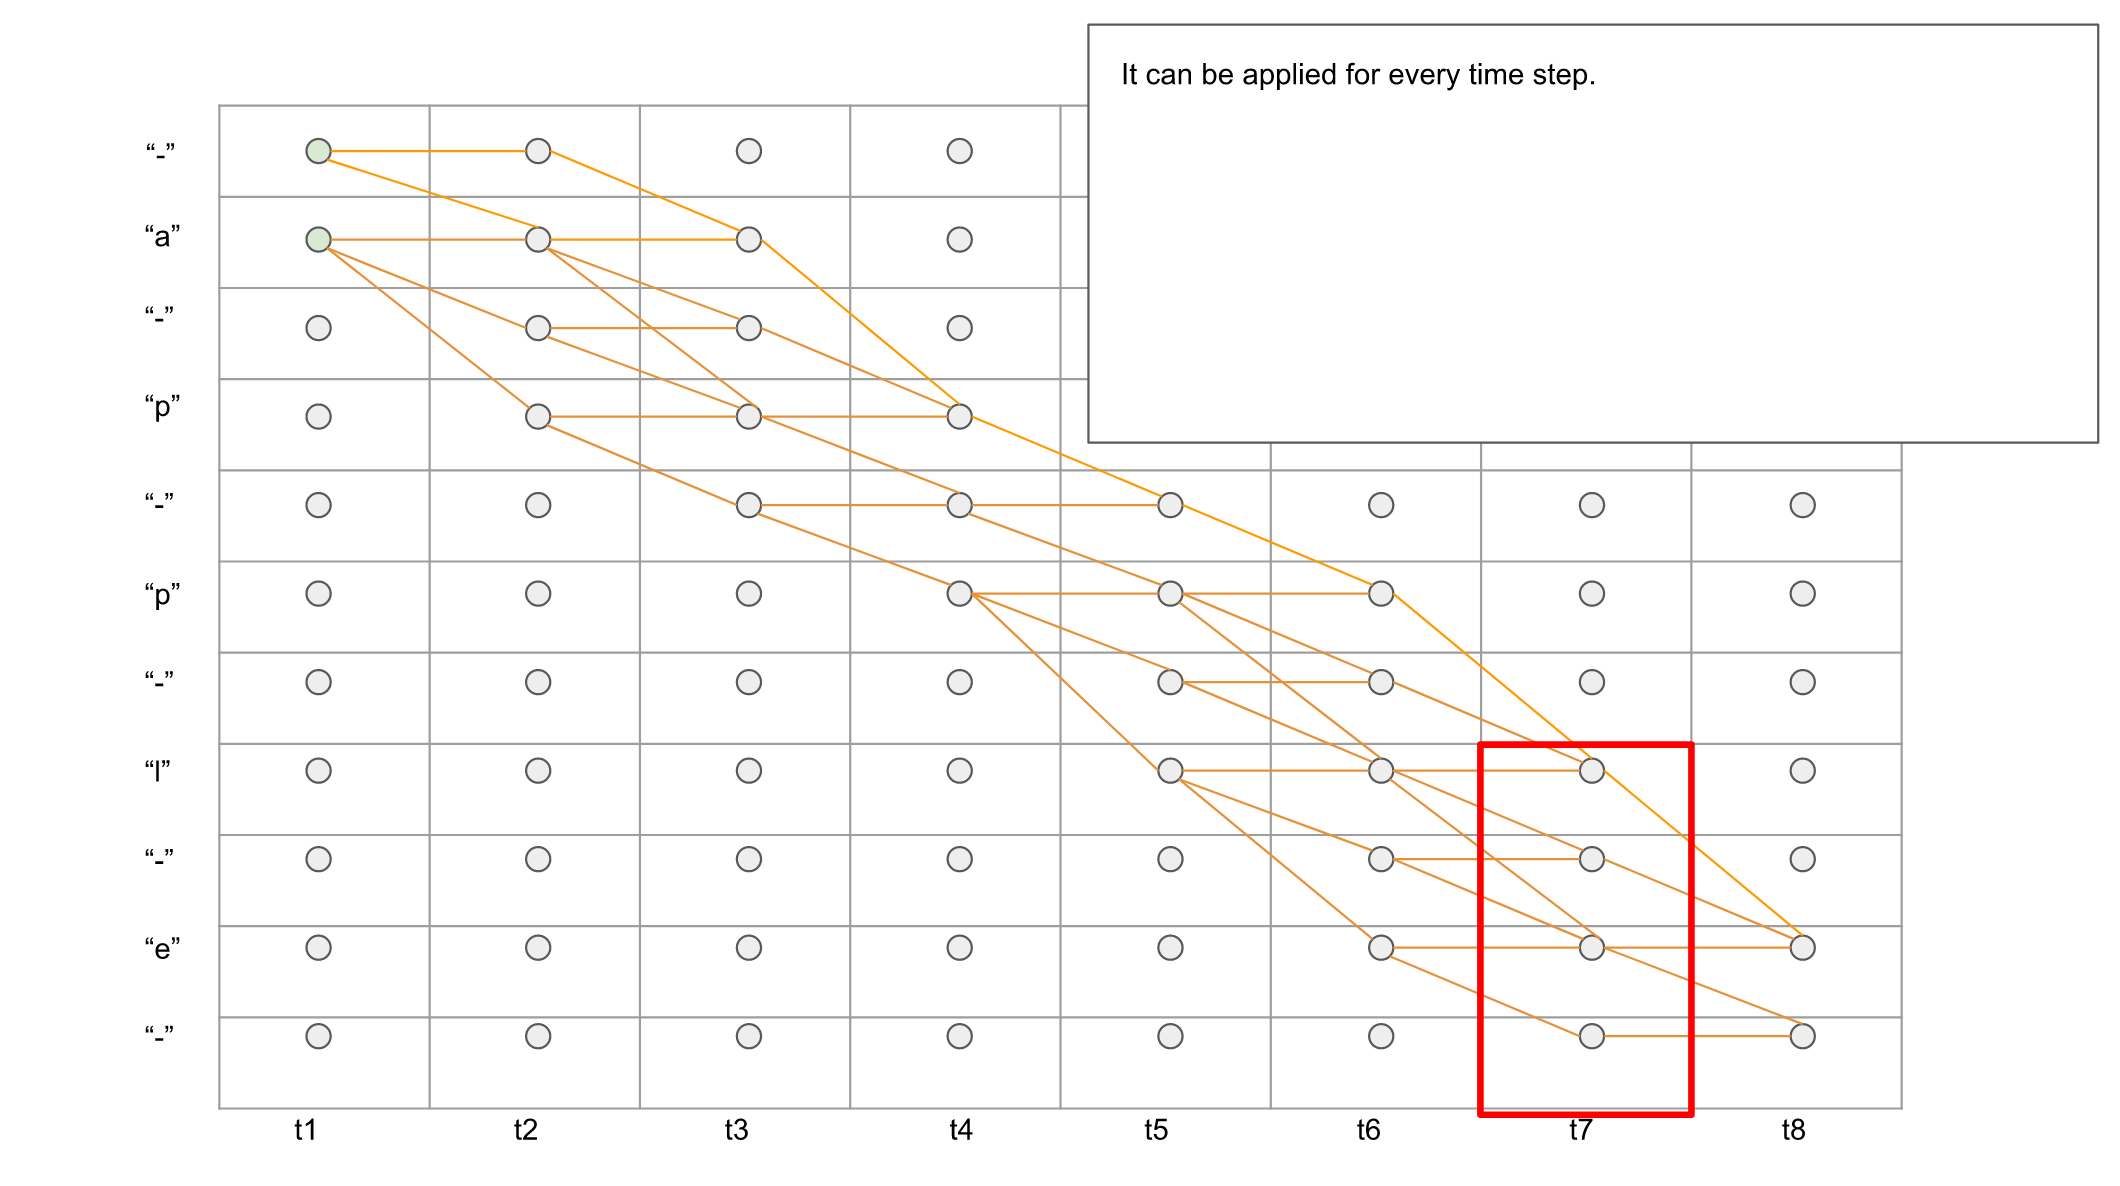 It can be applied for every time step.
“-”
“a”
“-”
“p”
“-”
“p”
“-”
“l”
“-”
“e”
“-”
t1 t2 t3 t4 t5 t6 t7 t8